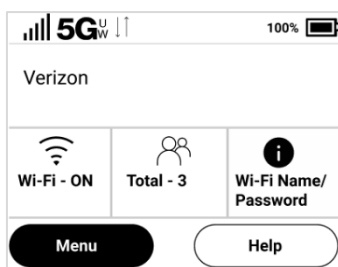 5G UW 100%
Verizon
Wi-Fi - ON Total - 3 Wi-Fi Name/
Password
Menu Help